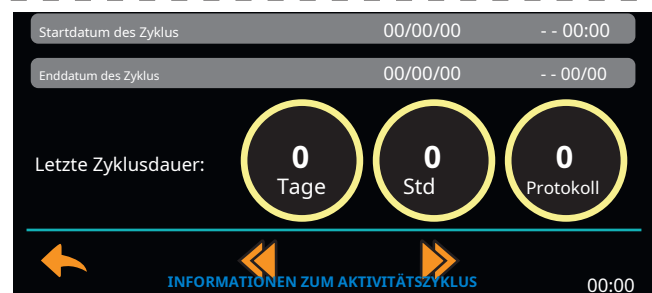 Startdatum des Zyklus 00/00/00 - - 00:00
Enddatum des Zyklus 00/00/00 - - 00/00
Letzte Zyklusdauer:
0 0 0
Tage Std Protokoll
INFORMATIONEN ZUM AKTIVITÄTSZYKLUS 00:00